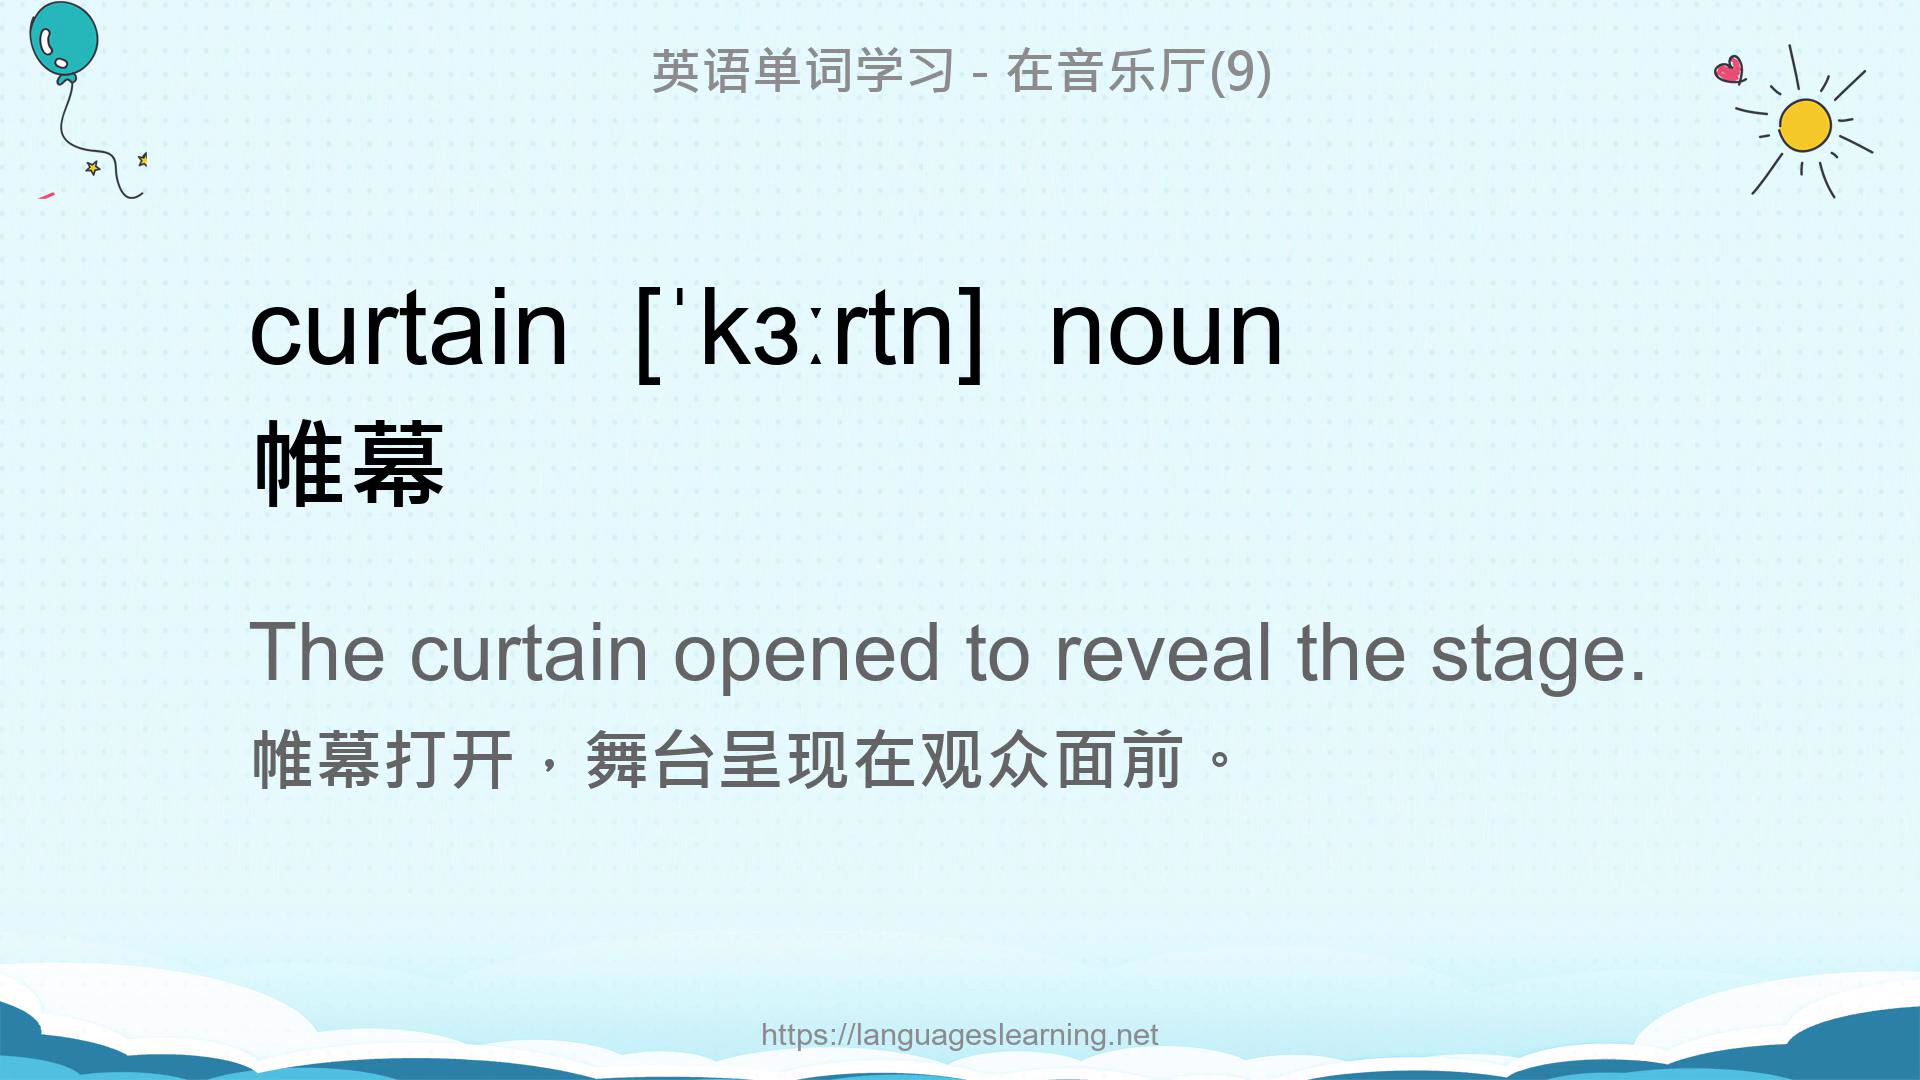 英语单词学习 - 在音乐厅(9)
curtain [ˈkɜːrtn] noun
帷幕
The curtain opened to reveal the stage.
帷幕打开，舞台呈现在观众面前。
https://languageslearning.net